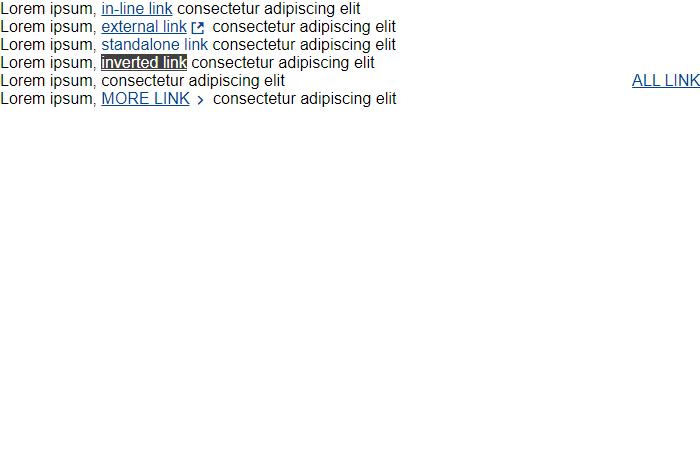 Lorem ipsum, in-line link consectetur adipiscing elit
Lorem ipsum, external link consectetur adipiscing elit
Lorem ipsum, standalone link consectetur adipiscing elit
Lorem ipsum, inverted link consectetur adipiscing elit
Lorem ipsum, consectetur adipiscing elit ALL LINK
Lorem ipsum, MORE LINK consectetur adipiscing elit